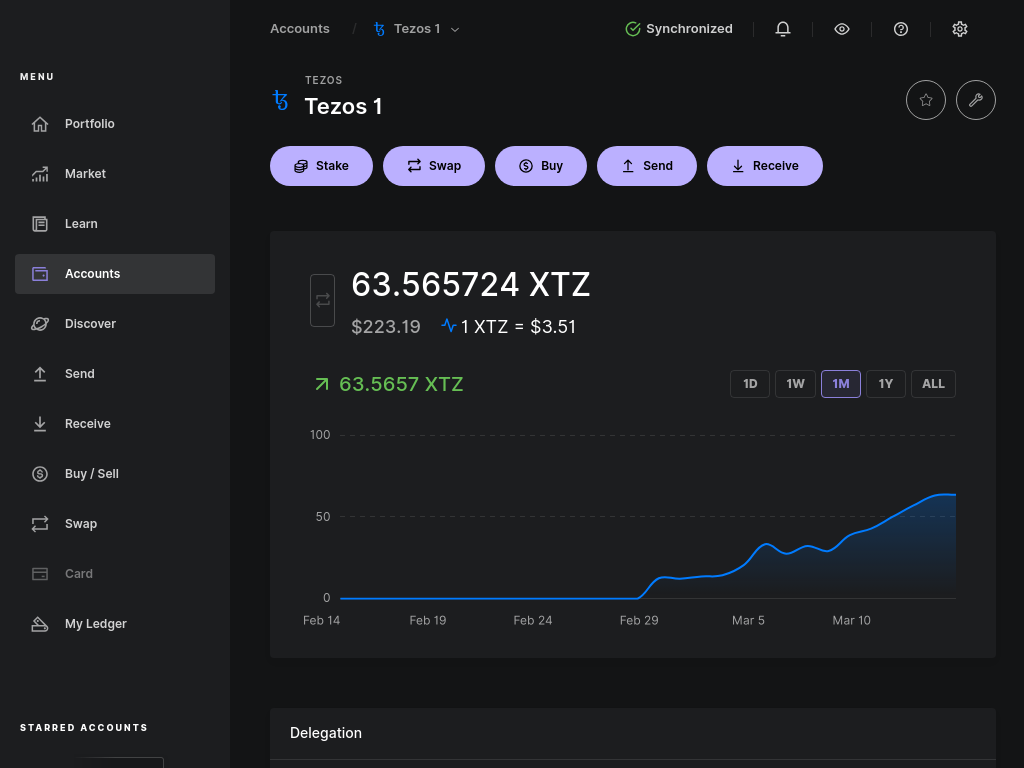 Accounts / Tezos 1
Synchronized
MENU
Portfolio
Market
Learn
Accounts
Discover
Send
Receive
Buy / Sell
Swap
Card
My Ledger
STARRED ACCOUNTS
TEZOS
Tezos 1
Stake Swap Buy Send Receive
63.565724 XTZ
$223.19 1 XTZ = $3.51
63.5657 XTZ
1D 1W 1M 1Y ALL
100
50
0
Feb 14 Feb 19 Feb 24 Feb 29 Mar 5 Mar 10
Delegation